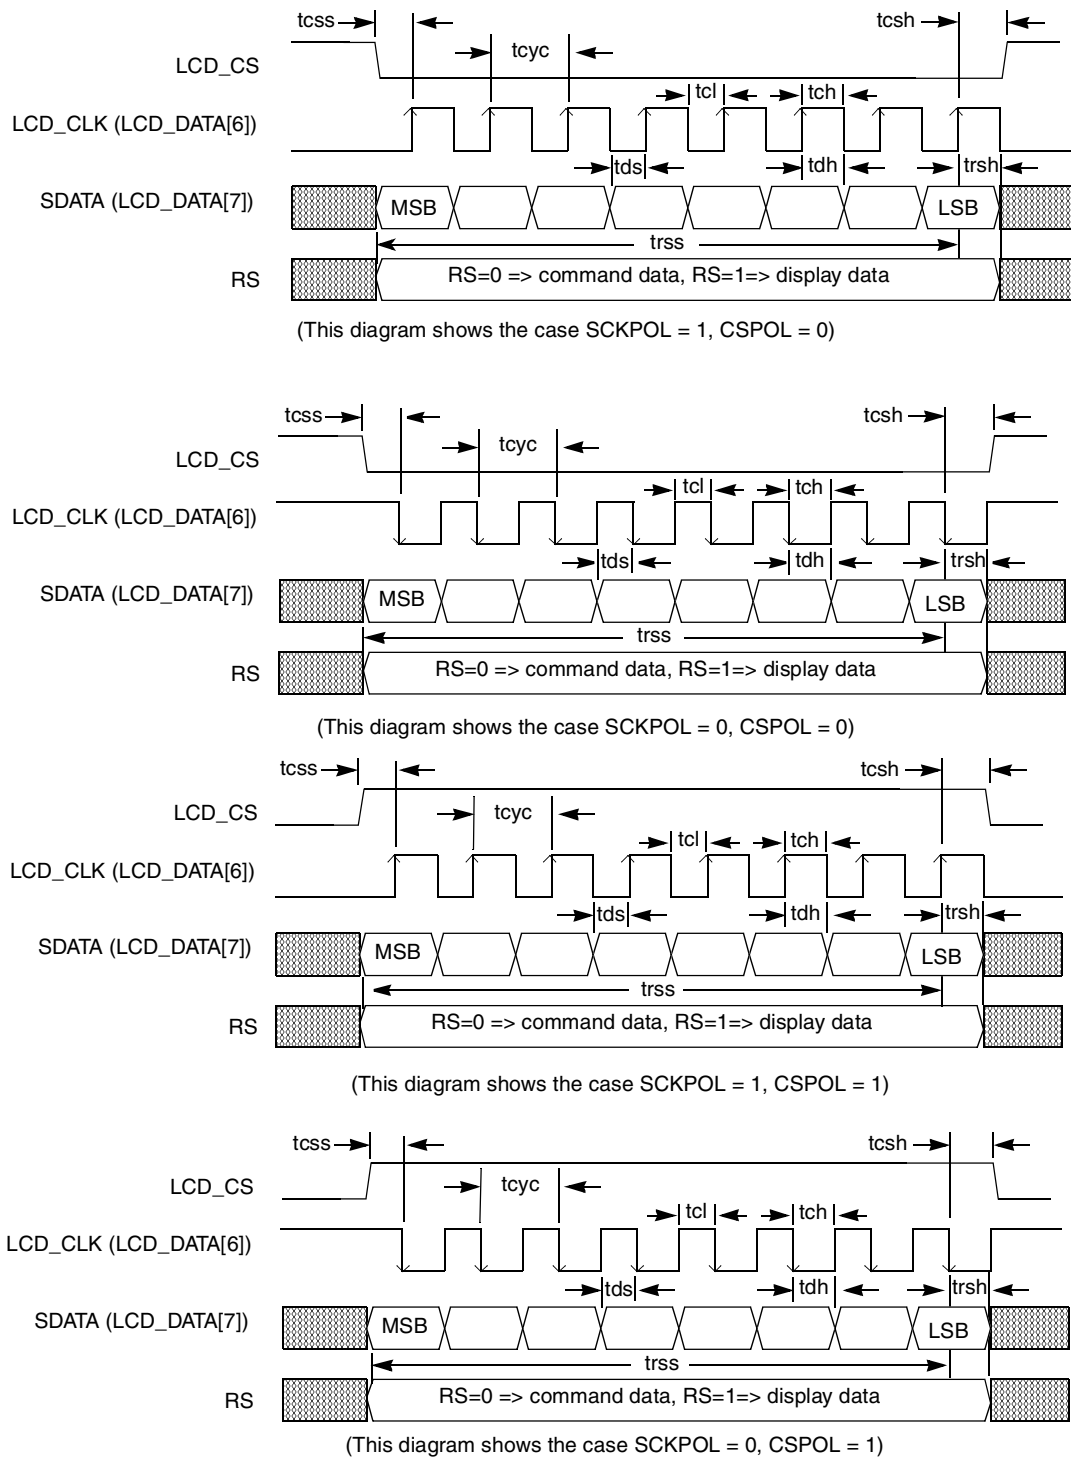 tcss
tcsh
LCD_CS
tcyc
tcl
tch
LCD_CLK (LCD_DATA[6])
tds
tdh
trsh
SDATA (LCD_DATA[7])
MSB
LSB
trss
RS
RS=0 => command data, RS=1=> display data
(This diagram shows the case SCKPOL = 1, CSPOL = 0)
tcss
tcsh
LCD_CS
tcyc
tcl
tch
LCD_CLK (LCD_DATA[6])
tds
tdh
trsh
SDATA (LCD_DATA[7])
MSB
LSB
trss
RS
RS=0 => command data, RS=1=> display data
(This diagram shows the case SCKPOL = 0, CSPOL = 0)
tcss
tcsh
LCD_CS
tcyc
tcl
tch
LCD_CLK (LCD_DATA[6])
tds
tdh
trsh
SDATA (LCD_DATA[7])
MSB
LSB
trss
RS
RS=0 => command data, RS=1=> display data
(This diagram shows the case SCKPOL = 1, CSPOL = 1)
tcss
tcsh
LCD_CS
tcyc
tcl
tch
LCD_CLK (LCD_DATA[6])
tds
tdh
trsh
SDATA (LCD_DATA[7])
MSB
LSB
trss
RS
RS=0 => command data, RS=1=> display data
(This diagram shows the case SCKPOL = 0, CSPOL = 1)